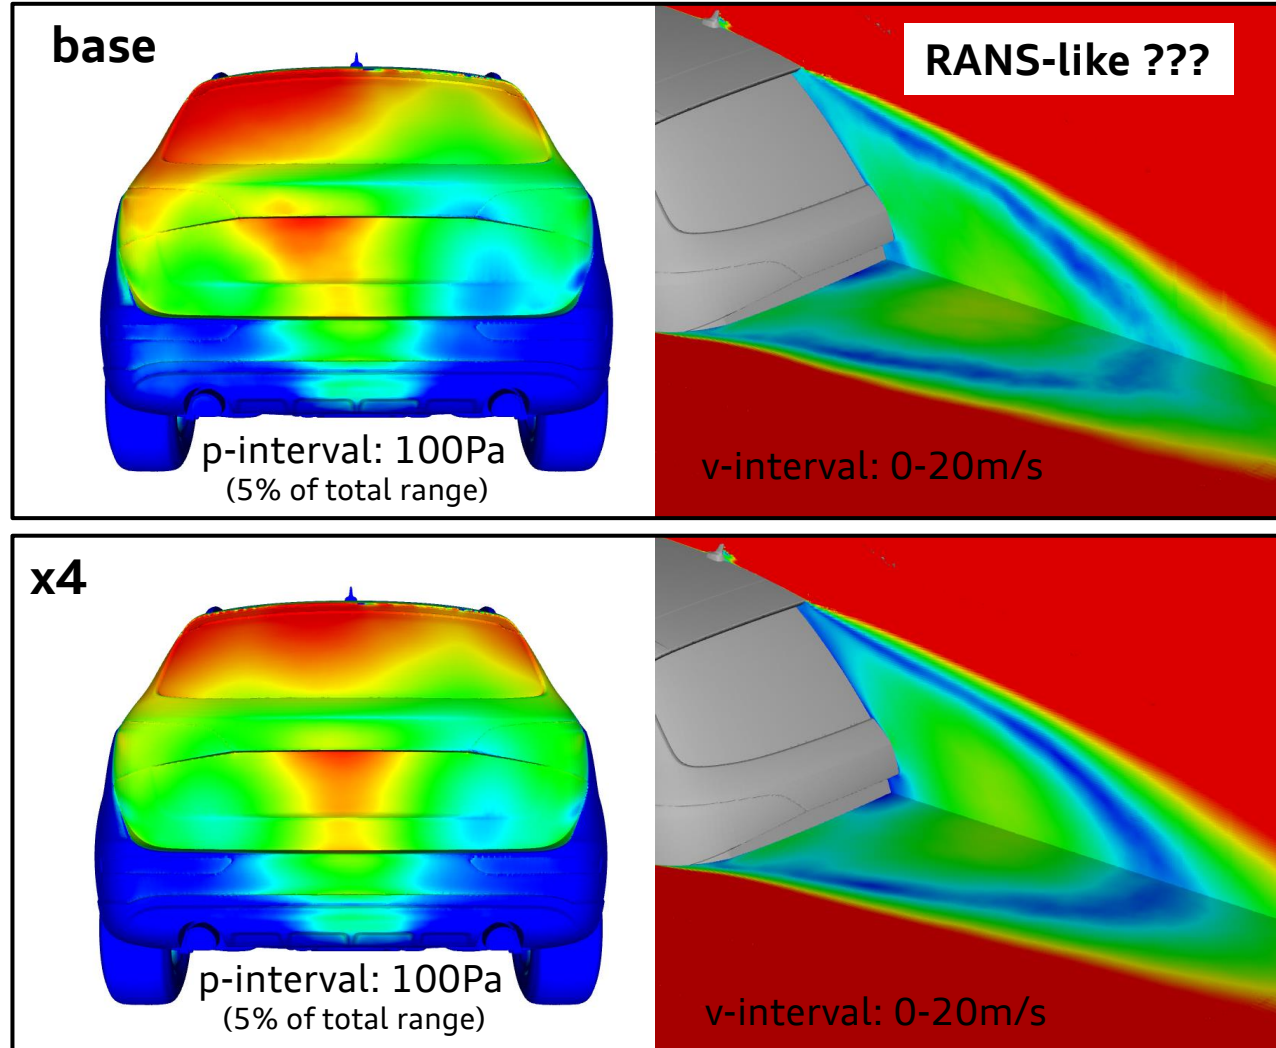 base
RANS-like ???
p-interval: 100Pa
(5% of total range)
v-interval: 0-20m/s
x4
p-interval: 100Pa
(5% of total range)
v-interval: 0-20m/s